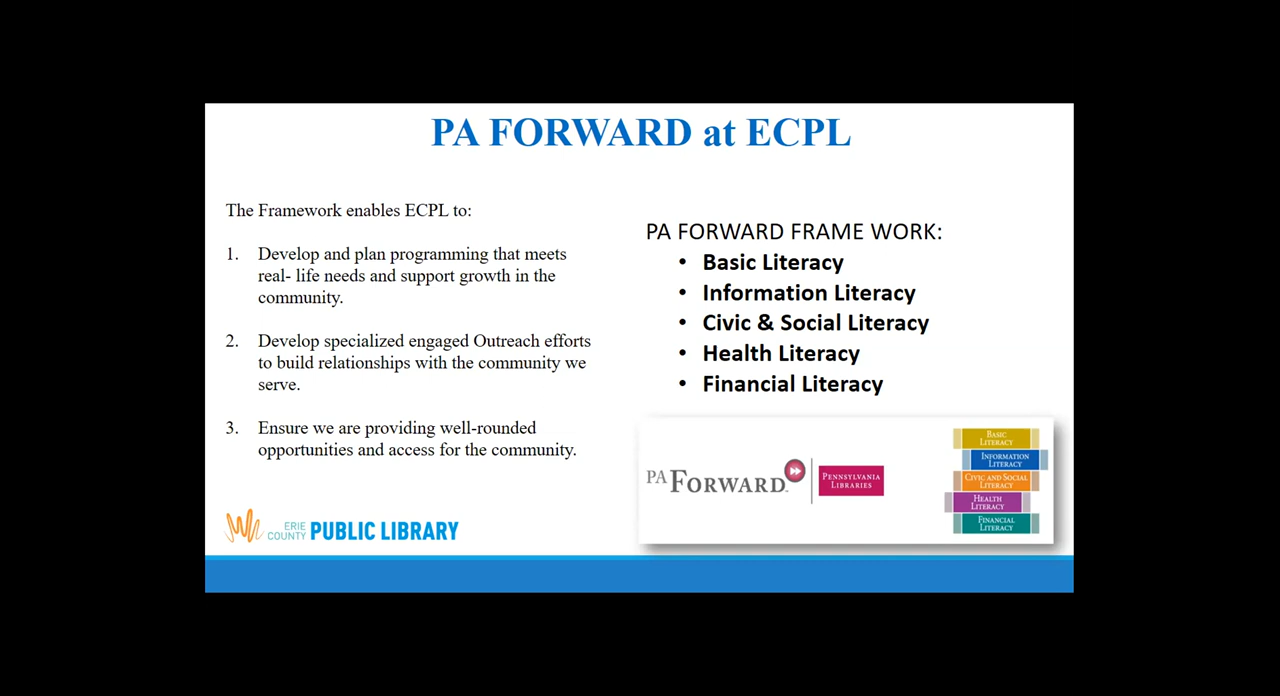 PA FORWARD at ECPL
The Framework enables ECPL to:
1. Develop and plan programming that meets
real- life needs and support growth in the
community.
2. Develop specialized engaged Outreach efforts
to build relationships with the community we
serve.
3. Ensure we are providing well-rounded
opportunities and access for the community.
ERIE
COUNTY PUBLIC LIBRARY
PA FORWARD FRAME WORK:
• Basic Literacy
• Information Literacy
• Civic & Social Literacy
• Health Literacy
• Financial Literacy
PA FORWARD™
PENNSYLVANIA
LIBRARIES
BASIC
LITERACY
INFORMATION
LITERACY
CIVIC AND SOCIAL
LITERACY
HEALTH
LITERACY
FINANCIAL
LITERACY